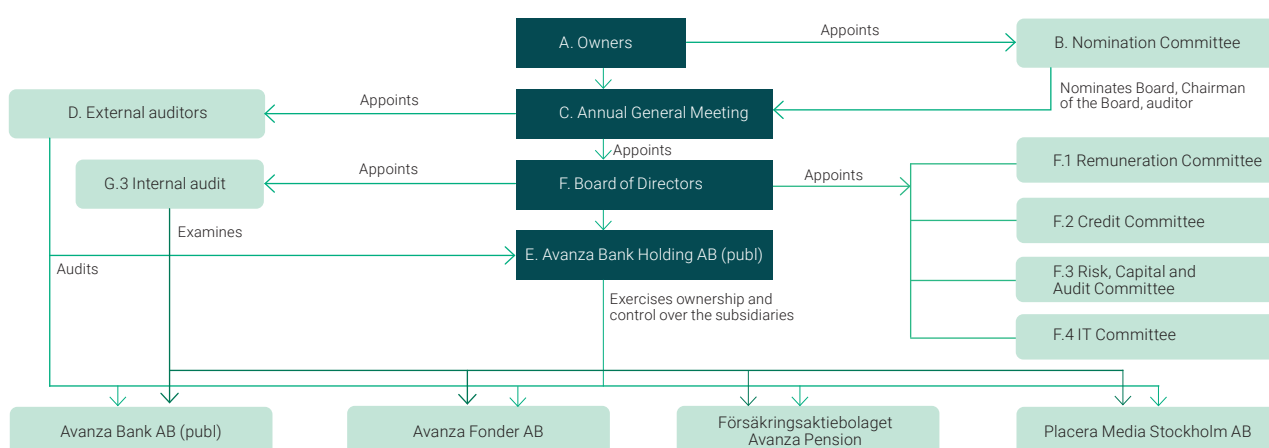 A. Owners
Appoints
B. Nomination Committee
Nominates Board, Chairman
of the Board, auditor
D. External auditors
Appoints
C. Annual General Meeting
Appoints
G.3 Internal audit
Appoints
F. Board of Directors
Appoints
F.1 Remuneration Committee
F.2 Credit Committee
F.3 Risk, Capital and
Audit Committee
F.4 IT Committee
Examines
Audits
E. Avanza Bank Holding AB (publ)
Exercises ownership and
control over the subsidiaries
Avanza Bank AB (publ)
Avanza Fonder AB
Försäkringsaktiebolaget
Avanza Pension
Placera Media Stockholm AB